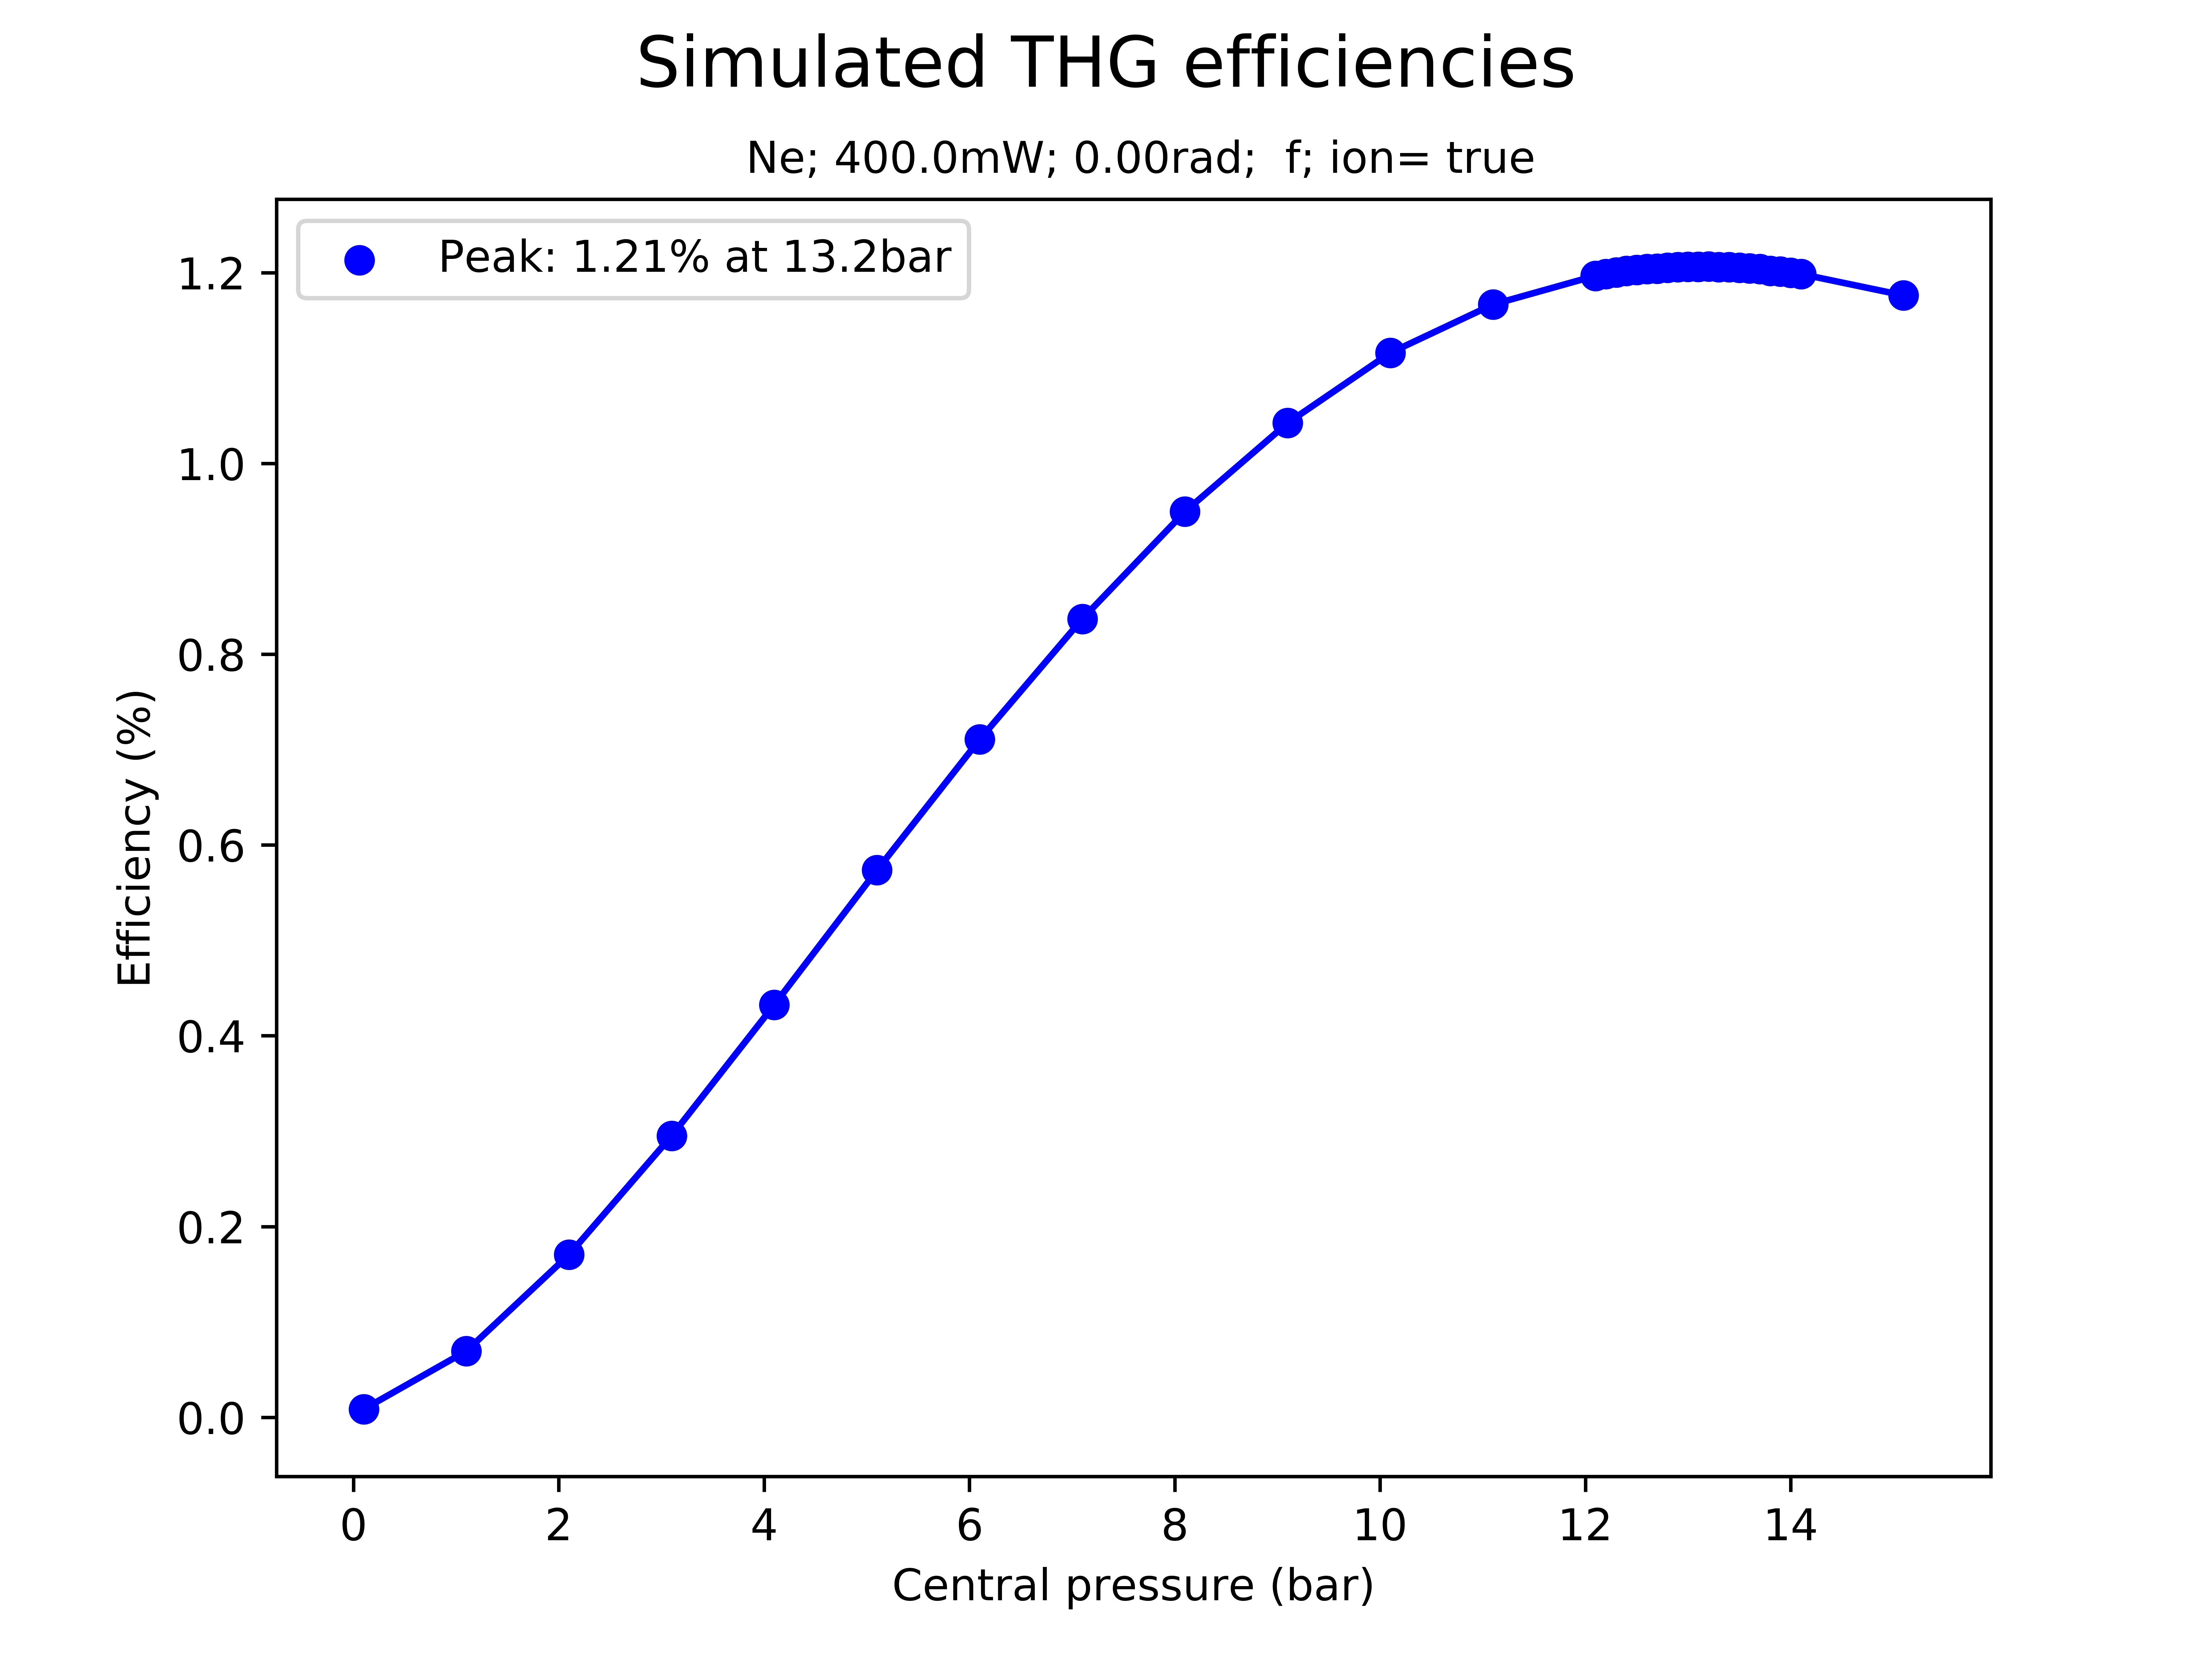 Simulated THG efficiencies
Ne; 400.0mW; 0.00rad;  f; ion= true
Peak: 1.21% at 13.2bar
1.2
1.0
0.8
0.6
0.4
0.2
0.0
Efficiency (%)
0 2 4 6 8 10 12 14
Central pressure (bar)